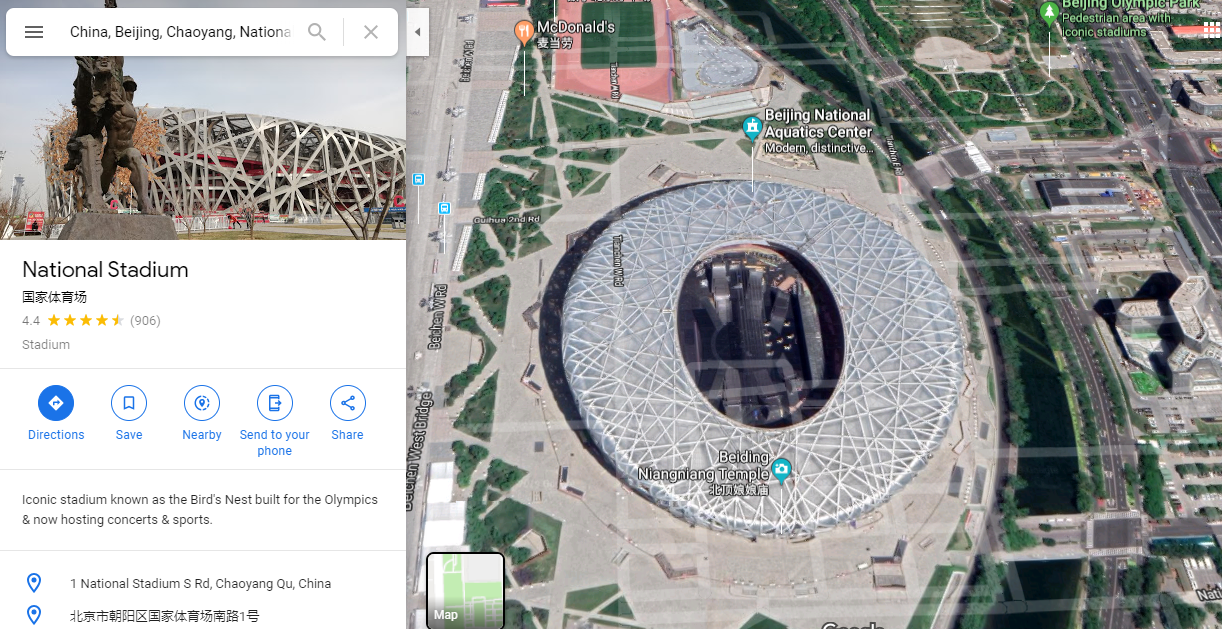 China, Beijing, Chaoyang, Nationa
National Stadium
国家体育场
4.4 (906)
Stadium
Directions
Save
Nearby
Send to your
phone
Share
Iconic stadium known as the Bird's Nest built for the Olympics
& now hosting concerts & sports.
1 National Stadium S Rd, Chaoyang Qu, China
北京市朝阳区国家体育场南路1号
McDonald's
麦当劳
Beijing Olympic Park
Pedestrian area with
iconic stadiums
Beijing National
Aquatics Center
Modern, distinctive...
Guihua 2nd Rd
Beichen W Rd
Beichen West Bridge
Beiding
Niangniang Temple
北顶娘娘庙
Map
Google